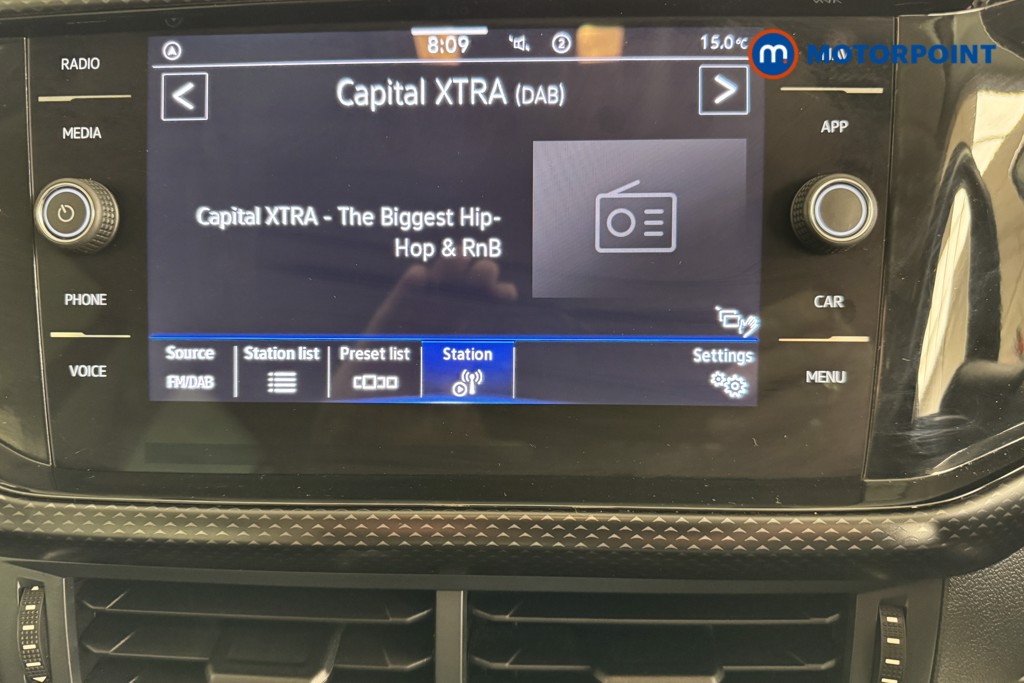 8:09
2
15.0°C
MOTORPOINT
RADIO
MEDIA
PHONE
VOICE
Capital XTRA (DAB)
Capital XTRA - The Biggest Hip-
Hop & RnB
Source
FM/DAB
Station list
Preset list
Station
Settings
APP
CAR
MENU